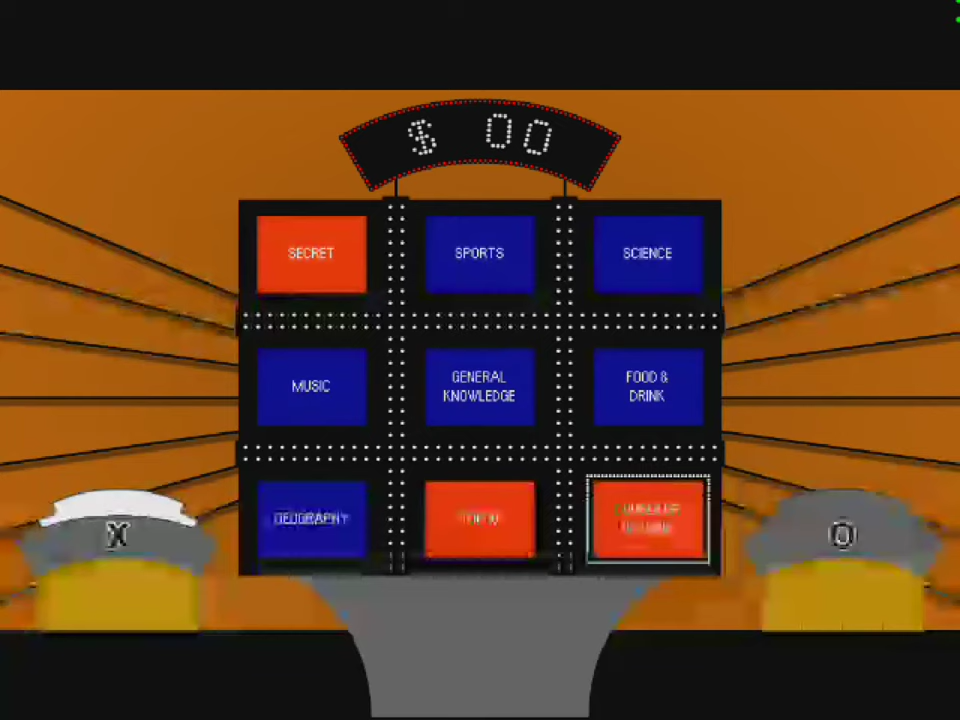 $ 00
SECRET
SPORTS
SCIENCE
MUSIC
GENERAL
KNOWLEDGE
FOOD &
DRINK
GEOGRAPHY
X
O